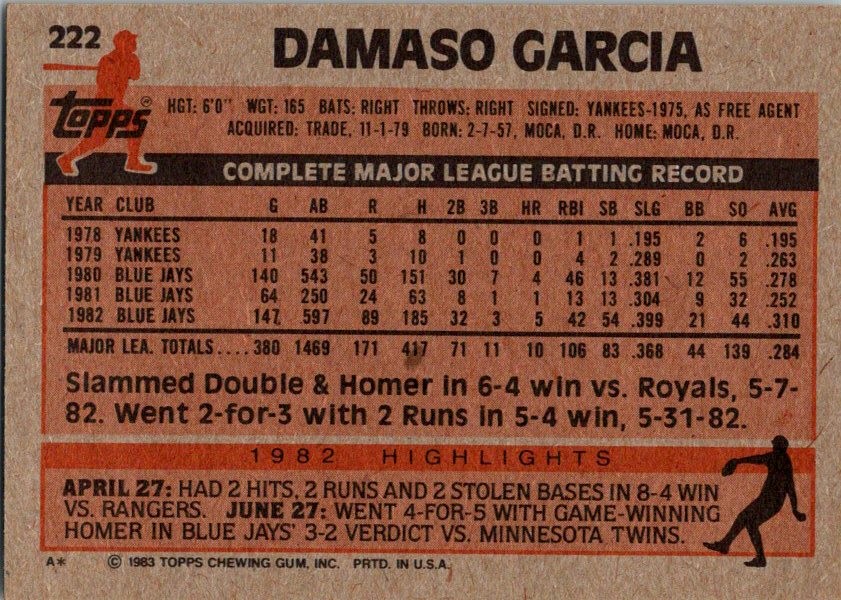 222
DAMASO GARCIA
Topps®
HGT: 6'0" WGT: 165 BATS: RIGHT THROWS: RIGHT SIGNED: YANKEES-1975, AS FREE AGENT
ACQUIRED: TRADE, 11-1-79 BORN: 2-7-57, MOCA, D.R. HOME: MOCA, D.R.
COMPLETE MAJOR LEAGUE BATTING RECORD
YEAR CLUB G AB R H 2B 3B HR RBI SB SLG BB SO AVG
1978 YANKEES 18 41 5 8 0 0 0 1 1 .195 2 6 .195
1979 YANKEES 11 38 3 10 1 0 0 4 2 .289 0 2 .263
1980 BLUE JAYS 140 543 50 151 30 7 4 46 13 .381 12 55 .278
1981 BLUE JAYS 64 250 24 63 8 1 1 13 13 .304 9 32 .252
1982 BLUE JAYS 147 597 89 185 32 3 5 42 54 .399 21 44 .310
MAJOR LEA. TOTALS....380 1469 171 417 71 11 10 106 83 .368 44 139 .284
Slammed Double & Homer in 6-4 win vs. Royals, 5-7-
82. Went 2-for-3 with 2 Runs in 5-4 win, 5-31-82.
1982 HIGHLIGHTS
APRIL 27: HAD 2 HITS, 2 RUNS AND 2 STOLEN BASES IN 8-4 WIN
VS. RANGERS. JUNE 27: WENT 4-FOR-5 WITH GAME-WINNING
HOMER IN BLUE JAYS' 3-2 VERDICT VS. MINNESOTA TWINS.
A* © 1983 TOPPS CHEWING GUM, INC. PRTD. IN U.S.A.